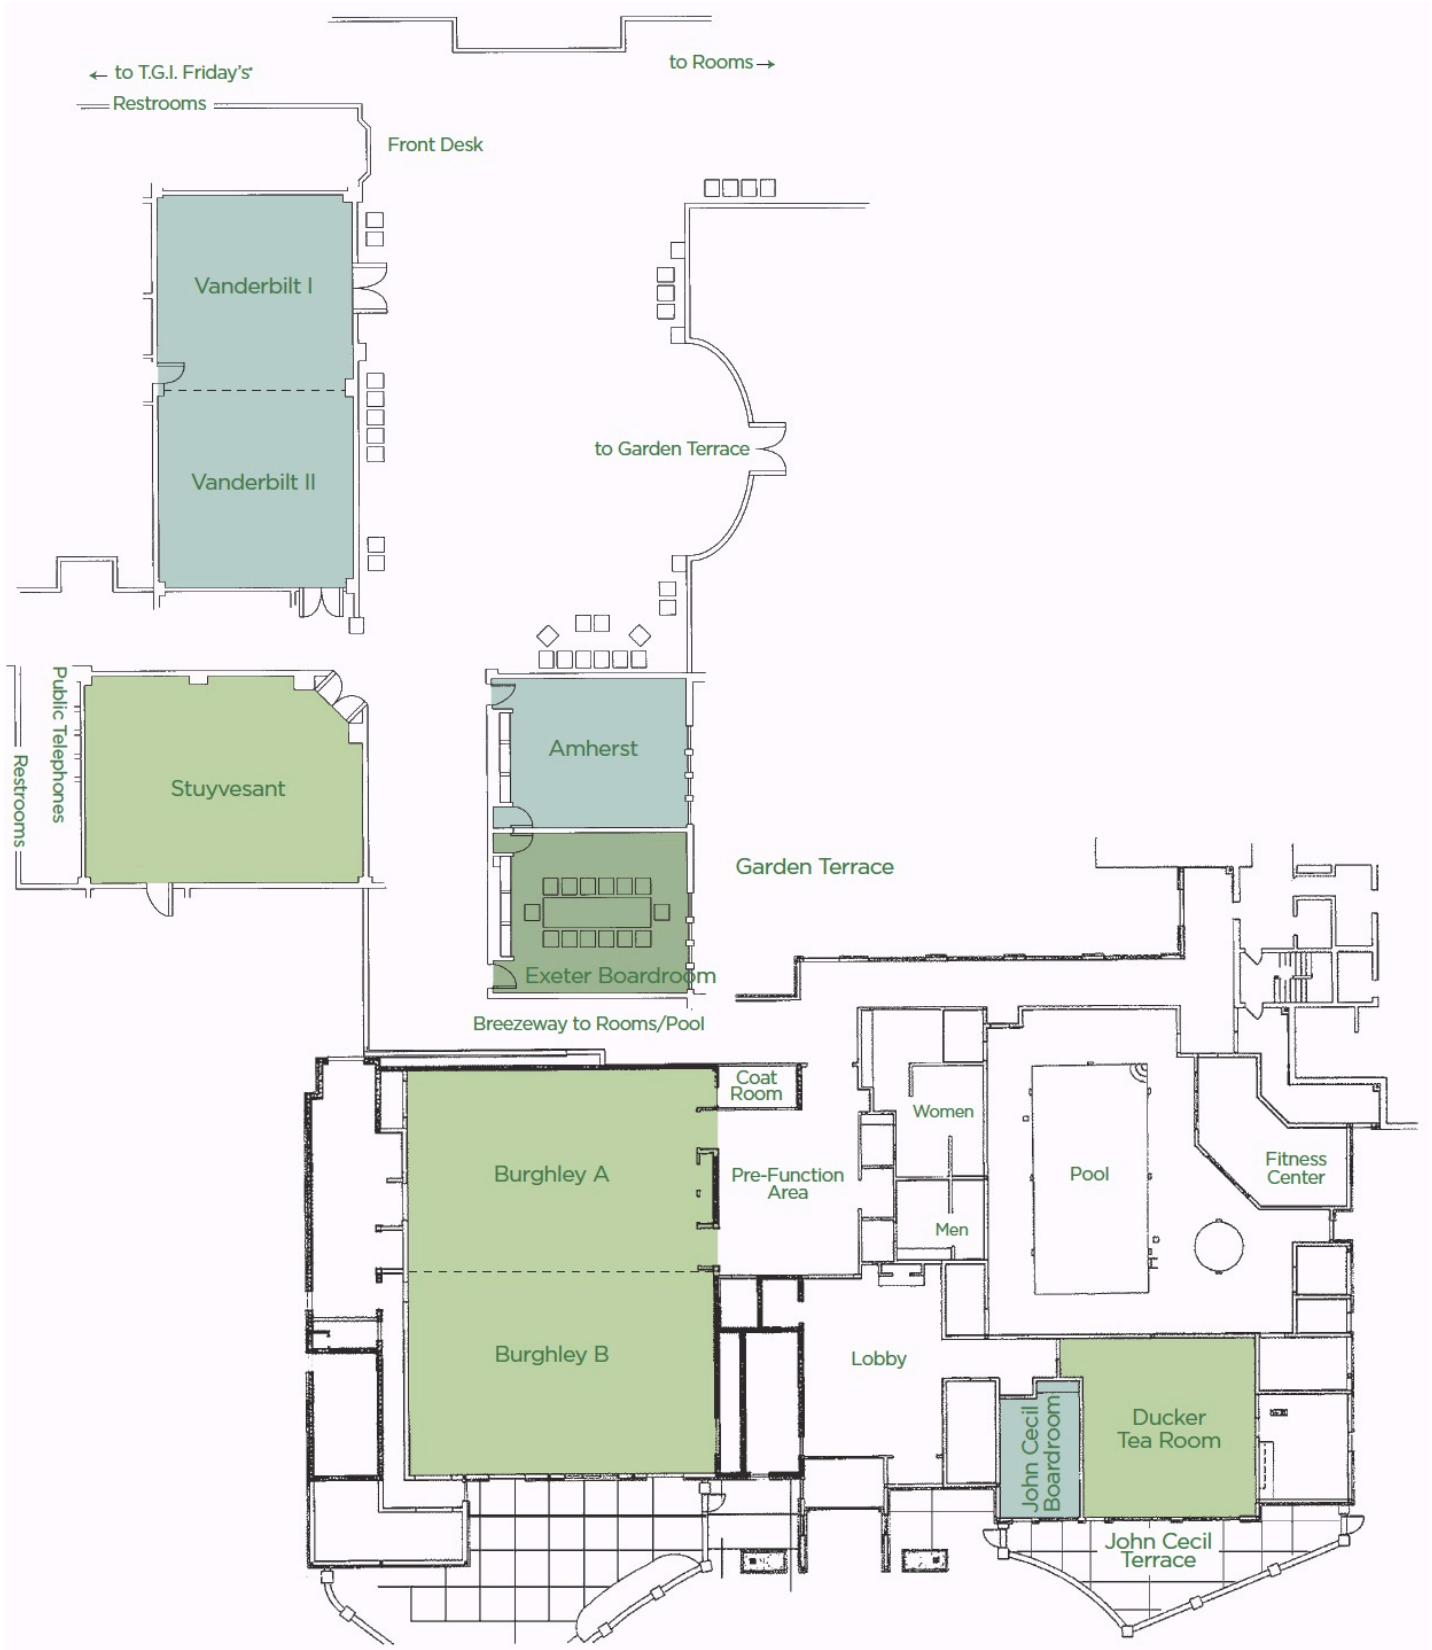 to Rooms →
← to T.G.I. Friday's®
Restrooms
Front Desk
Vanderbilt I
to Garden Terrace
Vanderbilt II
Public Telephones
Restrooms
Stuyvesant
Amherst
Garden Terrace
Exeter Boardroom
Breezeway to Rooms/Pool
Coat
Room
Women
Burghley A
Pre-Function
Area
Pool
Fitness
Center
Men
Burghley B
Lobby
John Cecil
Boardroom
Ducker
Tea Room
John Cecil
Terrace